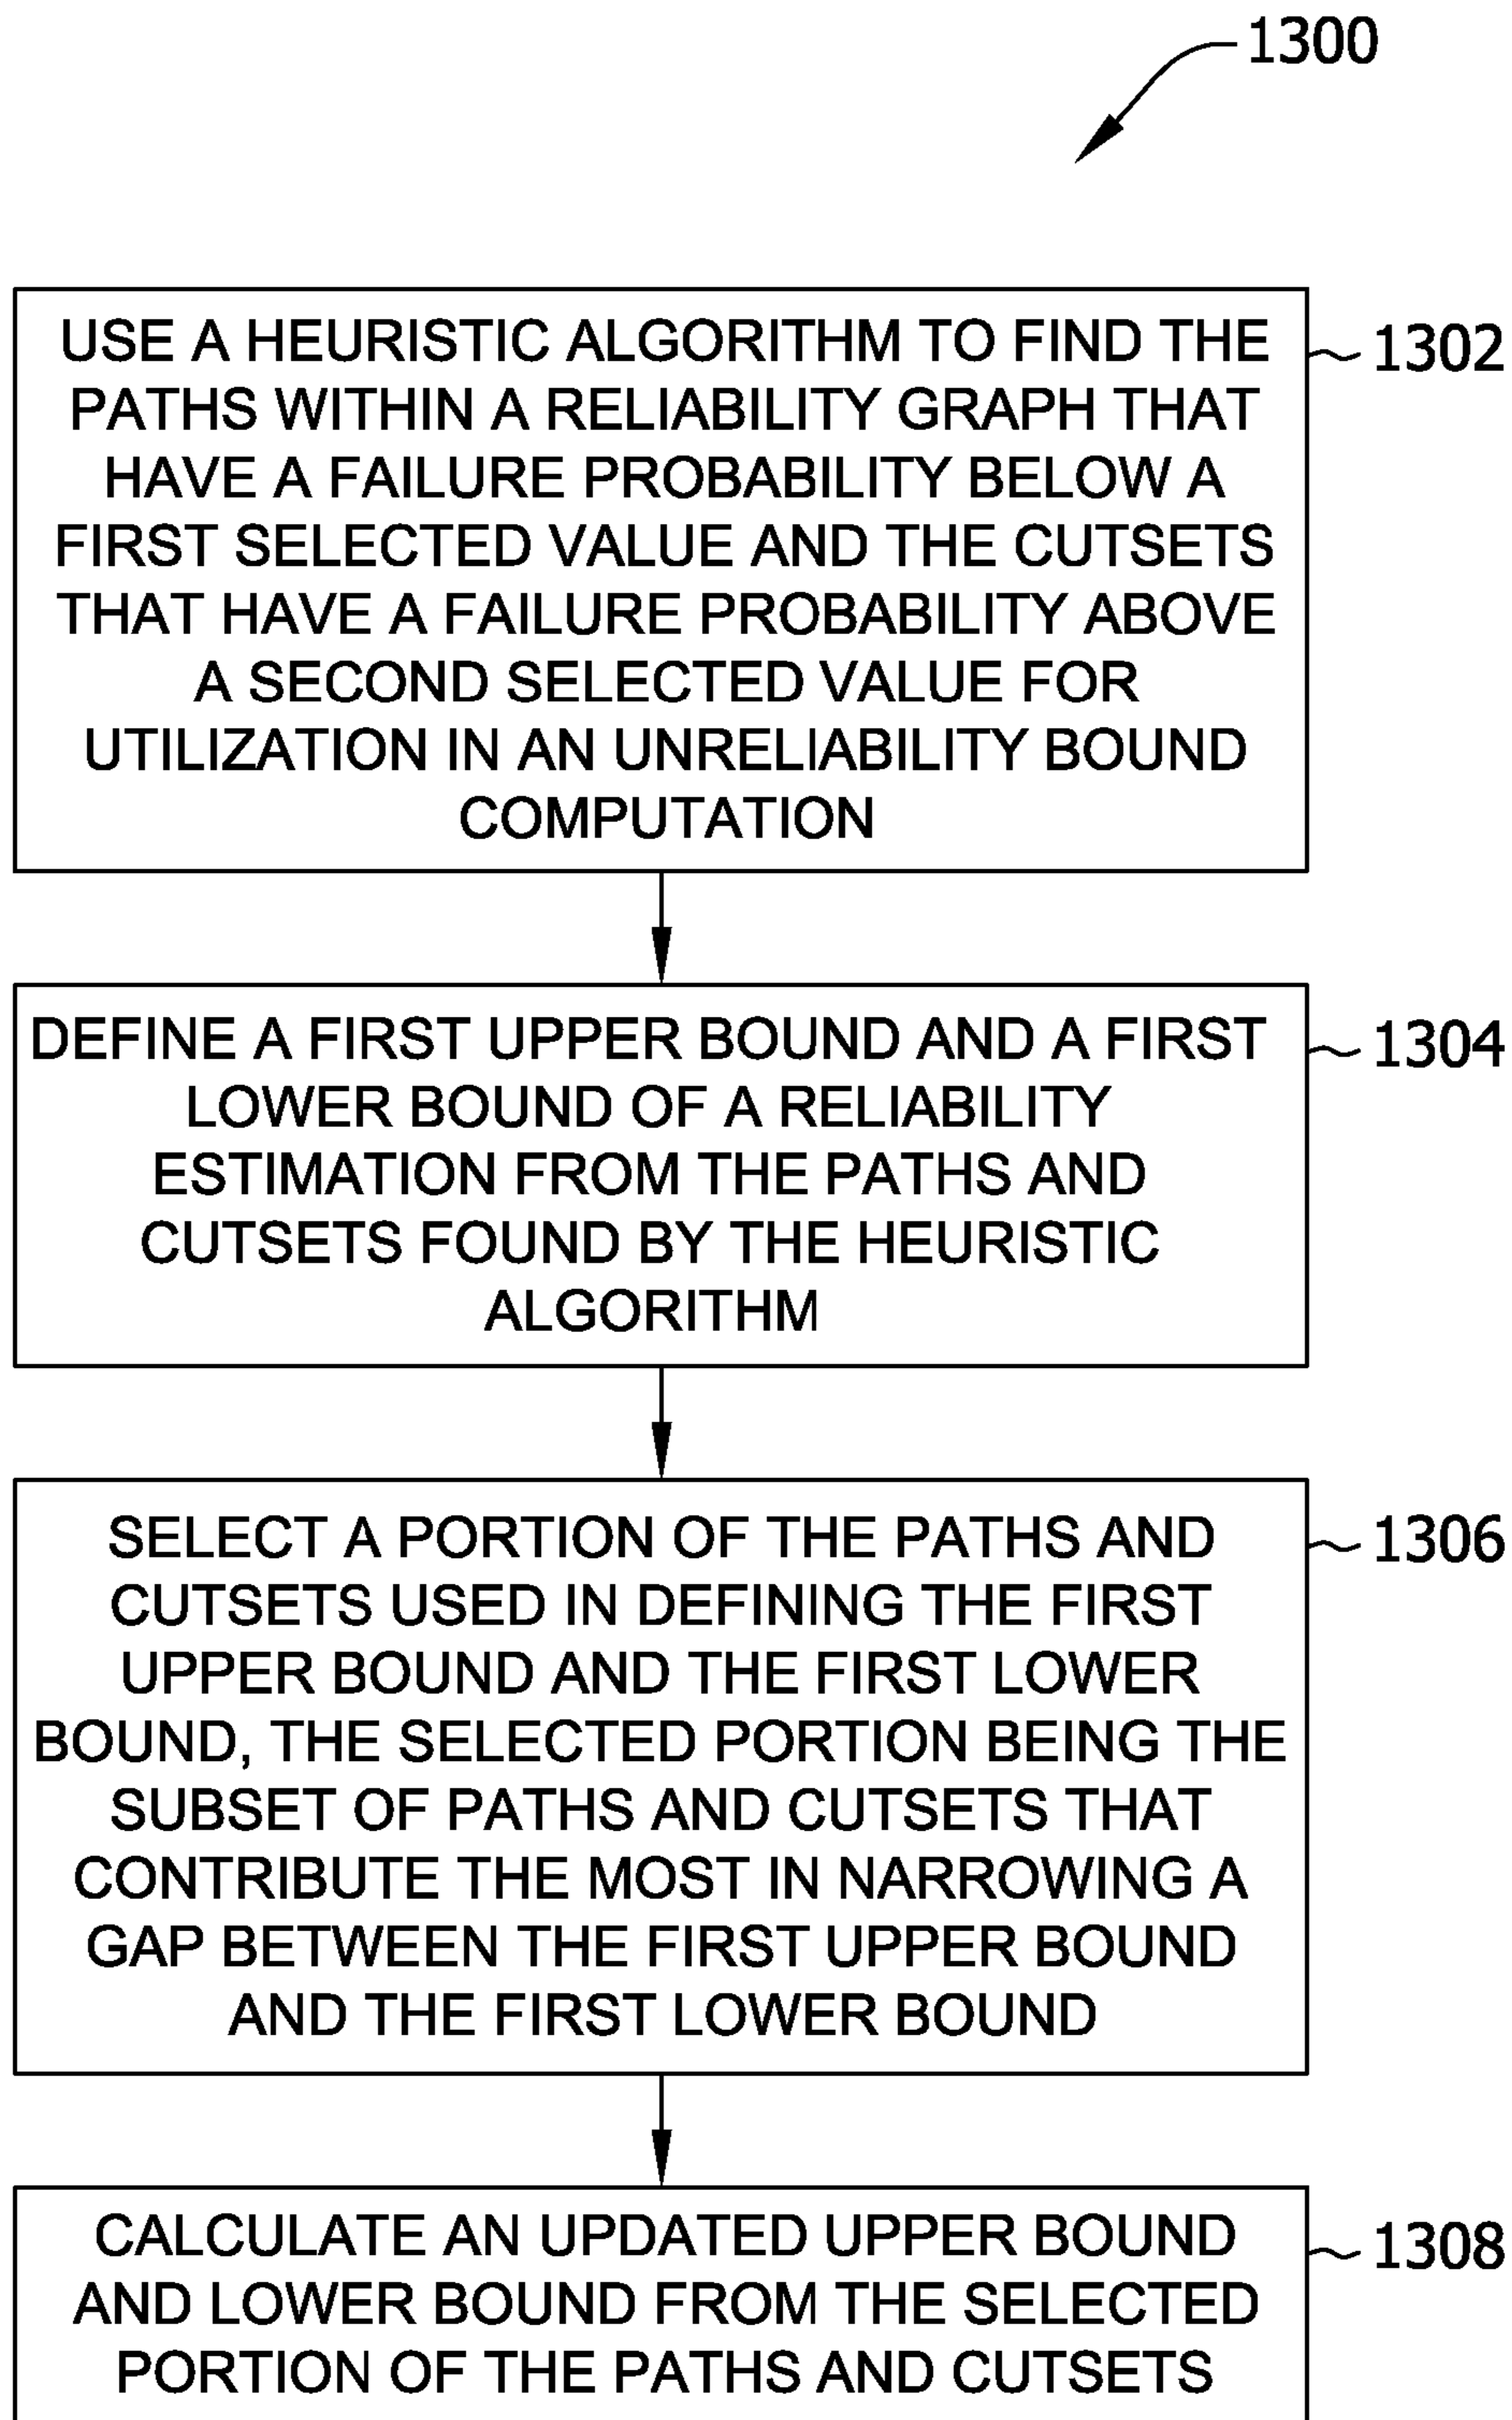 1300
USE A HEURISTIC ALGORITHM TO FIND THE
PATHS WITHIN A RELIABILITY GRAPH THAT
HAVE A FAILURE PROBABILITY BELOW A
FIRST SELECTED VALUE AND THE CUTSETS
THAT HAVE A FAILURE PROBABILITY ABOVE
A SECOND SELECTED VALUE FOR
UTILIZATION IN AN UNRELIABILITY BOUND
COMPUTATION
1302
DEFINE A FIRST UPPER BOUND AND A FIRST
LOWER BOUND OF A RELIABILITY
ESTIMATION FROM THE PATHS AND
CUTSETS FOUND BY THE HEURISTIC
ALGORITHM
1304
SELECT A PORTION OF THE PATHS AND
CUTSETS USED IN DEFINING THE FIRST
UPPER BOUND AND THE FIRST LOWER
BOUND, THE SELECTED PORTION BEING THE
SUBSET OF PATHS AND CUTSETS THAT
CONTRIBUTE THE MOST IN NARROWING A
GAP BETWEEN THE FIRST UPPER BOUND
AND THE FIRST LOWER BOUND
1306
CALCULATE AN UPDATED UPPER BOUND
AND LOWER BOUND FROM THE SELECTED
PORTION OF THE PATHS AND CUTSETS
1308